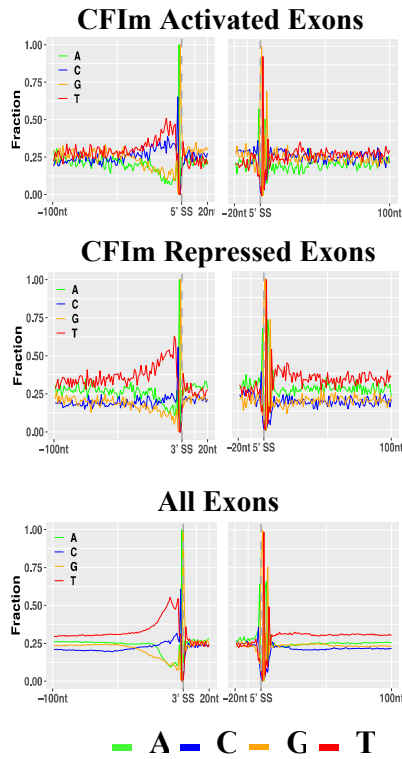 CFIm Activated Exons
Fraction
1.00
0.75
0.50
0.25
0.00
A
C
G
T
−100nt 5' SS 20nt
−20nt 5' SS 100nt
CFIm Repressed Exons
Fraction
1.00
0.75
0.50
0.25
0.00
A
C
G
T
−100nt 3' SS 20nt
−20nt 5' SS 100nt
All Exons
Fraction
1.00
0.75
0.50
0.25
0.00
A
C
G
T
−100nt 3' SS 20nt
−20nt 5' SS 100nt
A C G T